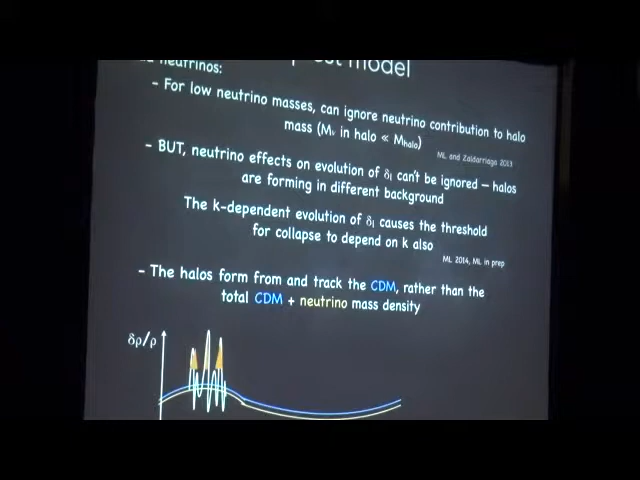 model
neutrinos:
– For low neutrino masses, can ignore neutrino contribution to halo
mass (Mν in halo ≪ Mhalo)
ML and Zaldarriaga 2013
– BUT, neutrino effects on evolution of δl can't be ignored – halos
are forming in different background
The k-dependent evolution of δl causes the threshold
for collapse to depend on k also
ML 2014, ML in prep
– The halos form from and track the CDM, rather than the
total CDM + neutrino mass density
δρ/ρ